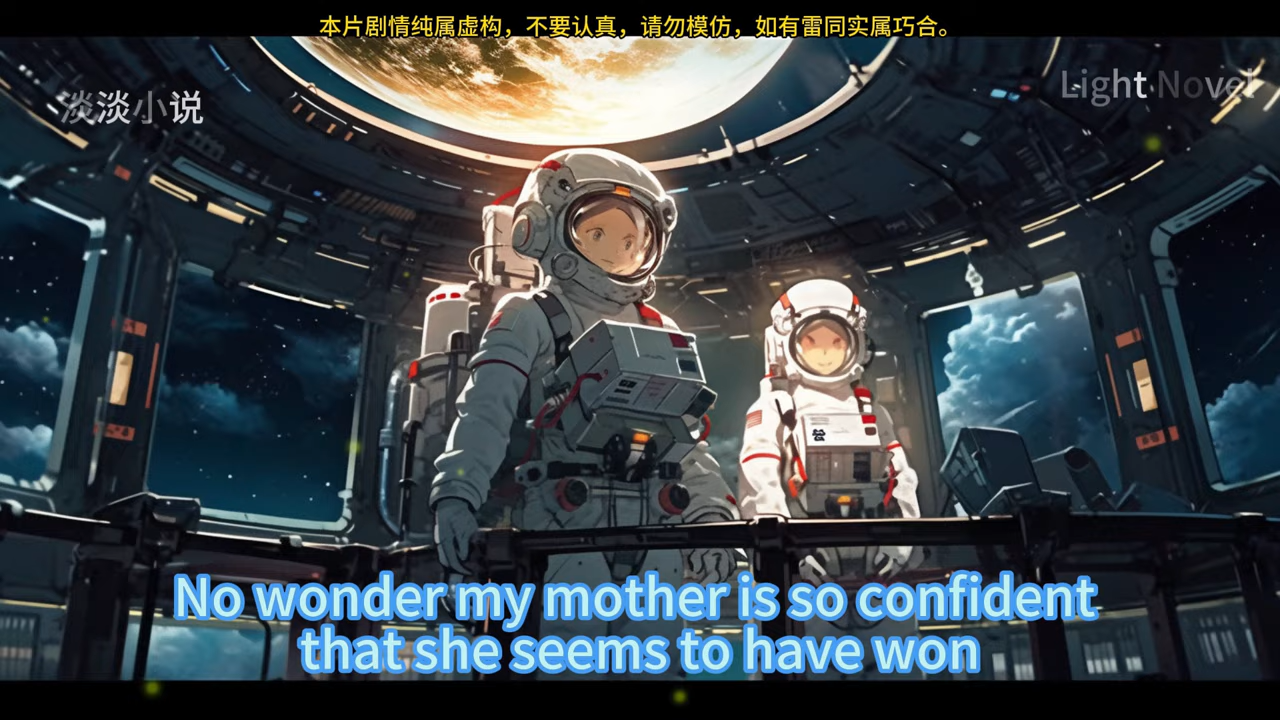 本片剧情纯属虚构，不要认真，请勿模仿，如有雷同实属巧合。
淡淡小说
Light Novel
No wonder my mother is so confident
that she seems to have won